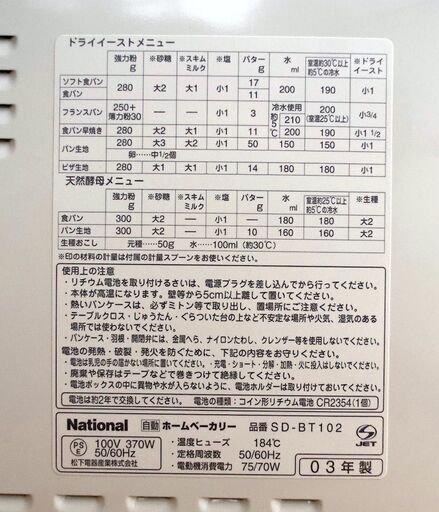 ドライイーストメニュー
強力粉 g ※砂糖 ※スキムミルク ※塩 バター g 水 ml 室温約30℃以上 約5℃の冷水 ※ドライイースト
ソフト食パン 280 大2 大1 小1 17 200 190 小1
食パン 11
フランスパン 250+薄力粉30 小1 3 冷水使用 約5℃ 210 200 (室温25℃以上) 小3/4
食パン早焼き 280 大2 大1 小1 11 200 190 小1 1/2
パン生地 280 大3 大2 小1 50 150 150 小1
卵……中1/2個
ピザ生地 280 大1 大1 小1 14 180 180 小1
天然酵母メニュー
強力粉 g ※砂糖 ※スキムミルク ※塩 バター g 水 ml 室温約25℃以上 約5℃の冷水 ※生種
食パン 300 大2 小1 180 180 大2
パン生地 300 大2 小1 10 160 160 大2
生種おこし 元種……50g 水……100ml(約30℃)
※印の材料の計量は付属の計量スプーンをお使いください。
使用上の注意
・リチウム電池を取り付けるさいは、電源プラグを差し込んで行ってください。
・本体が高温になります。壁等から5cm以上離して置いてください。
・熱いパンケースは、必ずミトン等で取り出し、置場所にご注意ください。
・テーブルクロス・じゅうたん・ぐらついた台の上など不安定な場所や火気、湿気のある場所では使わないでください。
・パンケース・羽根・開閉弁には、金属へら、ナイロンたわし、クレンザー等を使用しないでください。
電池の発熱・破裂・発火を防ぐために、下記の内容をお守りください
・電池は乳児の手の届かない場所に置いてください。・充電・ショート・分解・加熱・火に投入はしないでください。
・廃棄や保存はテープなどで巻きつけて絶縁してください。
・電池ボックスの中に異物や水が入らないように、電池ホルダーは取り付けておいてください。
電池は約2年で交換してください。 電池の種類:コイン形リチウム電池 CR2354(1個)
National 自動 ホームベーカリー 品番 SD-BT102
PSE 100V 370W 50/60Hz
松下電器産業株式会社
・温度ヒューズ 184℃
・定格周波数 50/60Hz
・電動機消費電力 75/70W
S JET
03年製